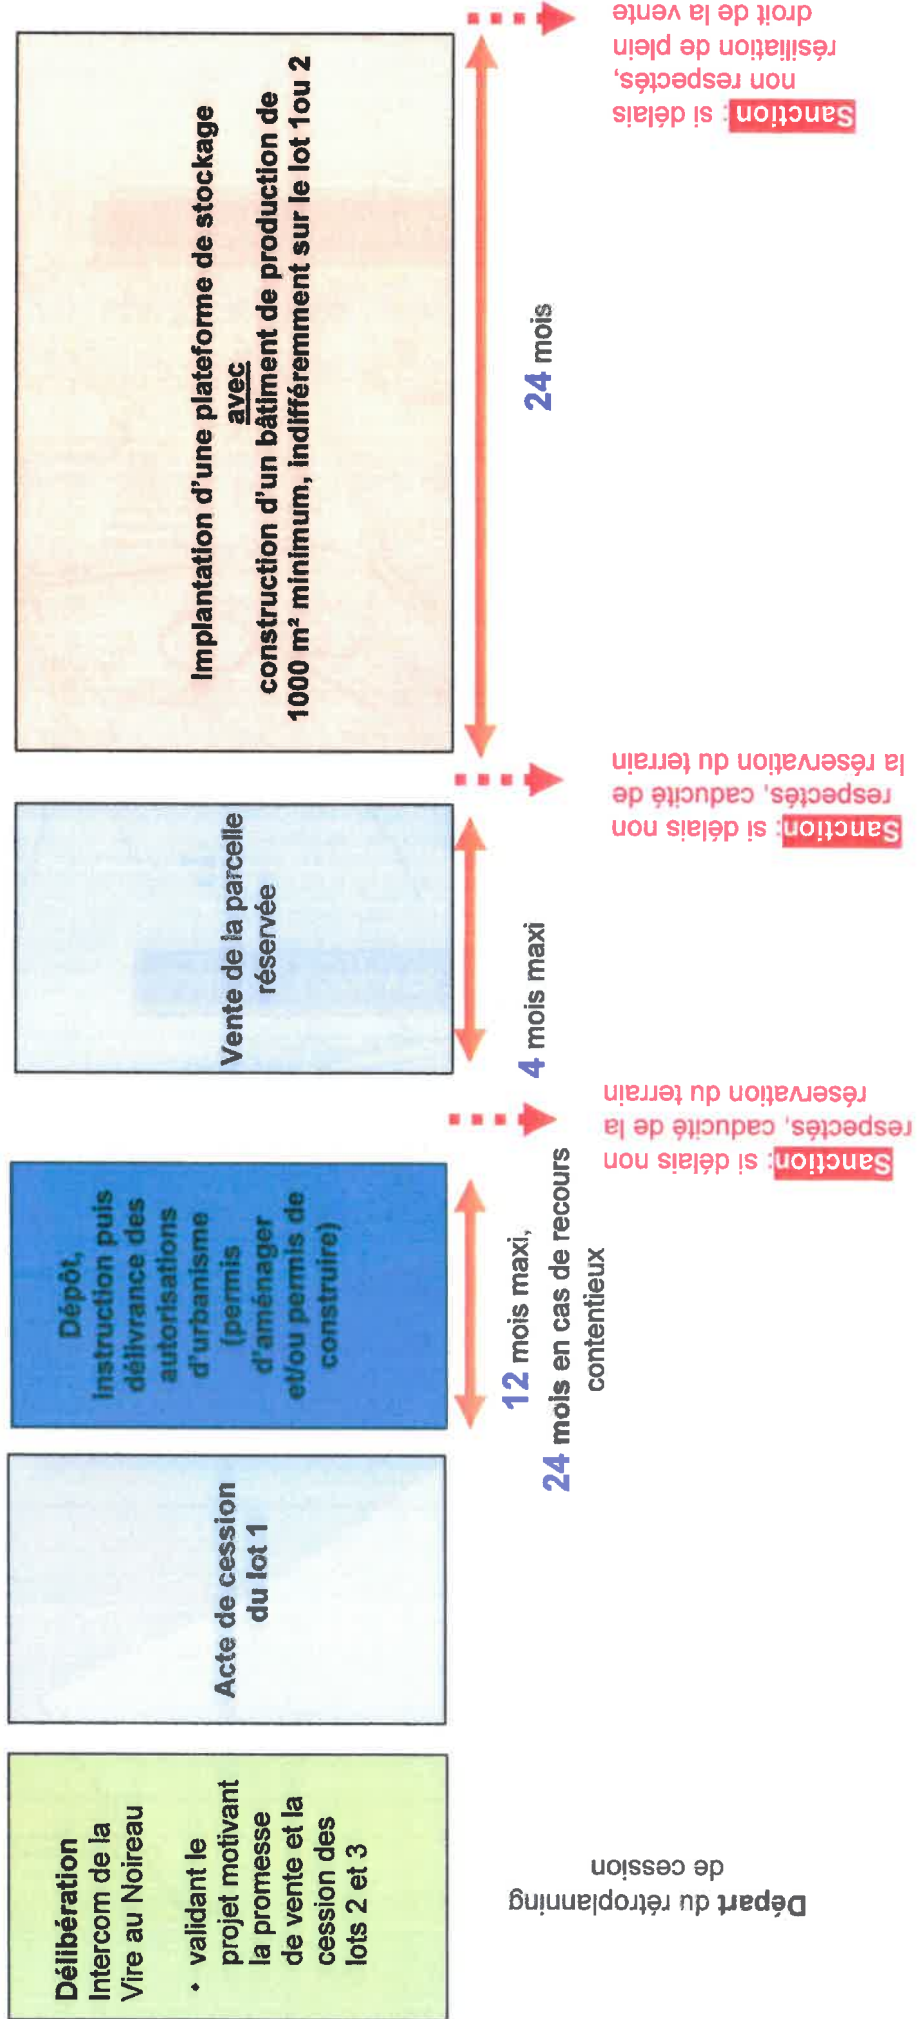 Délibération
Intercom de la
Vire au Noireau
• validant le
projet motivant
la promesse
de vente et la
cession des
lots 2 et 3
Départ du rétroplanning
de cession
Acte de cession
du lot 1
Dépôt,
instruction puis
délivrance des
autorisations
d'urbanisme
(permis
d'aménager
et/ou permis de
construire)
12 mois maxi,
24 mois en cas de recours
contentieux
Sanction: si délais non
respectés, caducité de la
réservation du terrain
Vente de la parcelle
réservée
4 mois maxi
Sanction: si délais non
respectés, caducité de
la réservation du terrain
Implantation d'une plateforme de stockage
avec
construction d'un bâtiment de production de
1000 m² minimum, indifféremment sur le lot 1ou 2
24 mois
Sanction : si délais
non respectés,
résiliation de plein
droit de la vente